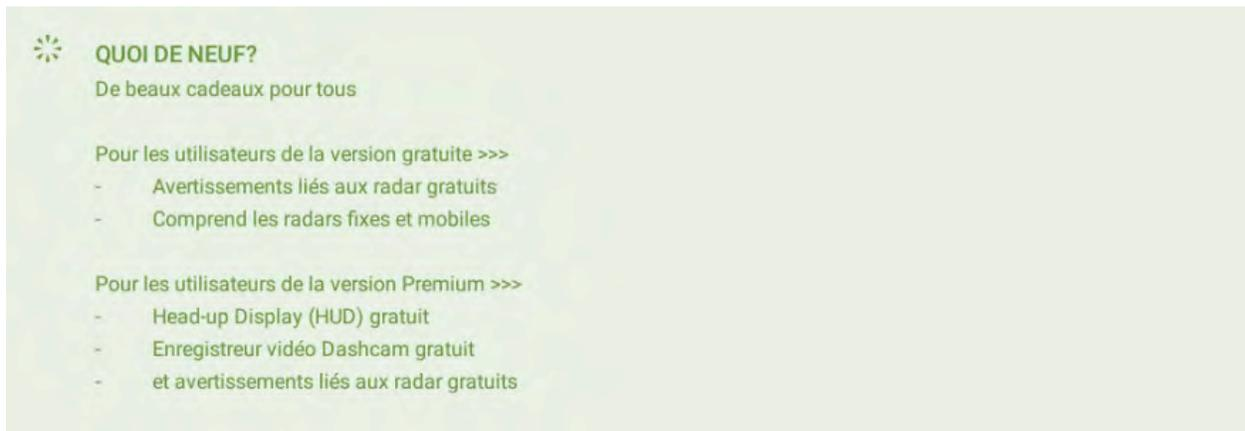 QUOI DE NEUF?
De beaux cadeaux pour tous
Pour les utilisateurs de la version gratuite >>>
- Avertissements liés aux radar gratuits
- Comprend les radars fixes et mobiles
Pour les utilisateurs de la version Premium >>>
- Head-up Display (HUD) gratuit
- Enregistreur vidéo Dashcam gratuit
- et avertissements liés aux radar gratuits